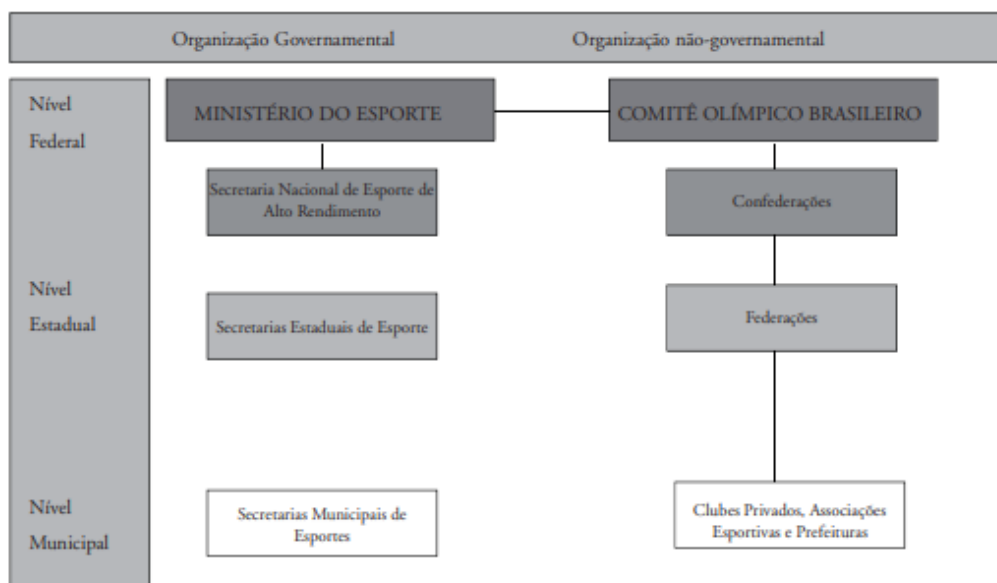 Organização Governamental
Organização não-governamental
Nível
Federal
MINISTÉRIO DO ESPORTE
COMITÊ OLÍMPICO BRASILEIRO
Secretaria Nacional de Esporte de
Alto Rendimento
Confederações
Nível
Estadual
Secretarias Estaduais de Esporte
Federações
Nível
Municipal
Secretarias Municipais de
Esportes
Clubes Privados, Associações
Esportivas e Prefeituras